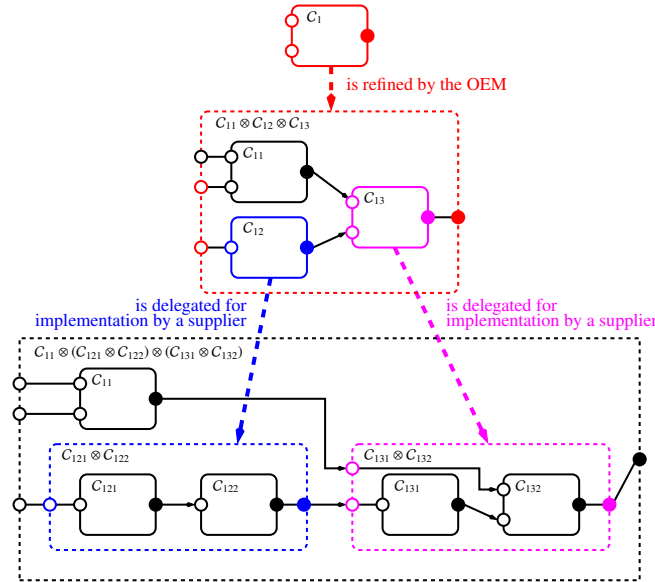 C₁
is refined by the OEM
C₁₁ ⊗ C₁₂ ⊗ C₁₃
C₁₁
C₁₃
C₁₂
is delegated for
implementation by a supplier
is delegated for
implementation by a supplier
C₁₁ ⊗ (C₁₂₁ ⊗ C₁₂₂) ⊗ (C₁₃₁ ⊗ C₁₃₂)
C₁₁
C₁₂₁ ⊗ C₁₂₂
C₁₃₁ ⊗ C₁₃₂
C₁₂₁
C₁₂₂
C₁₃₁
C₁₃₂